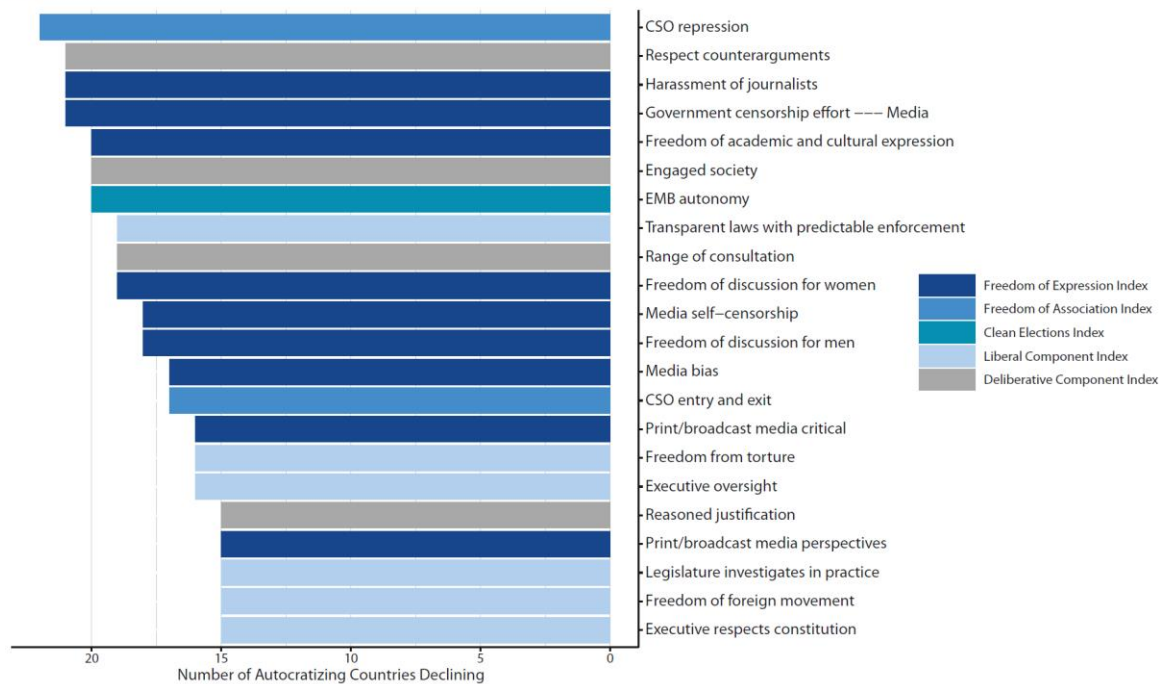 CSO repression
Respect counterarguments
Harassment of journalists
Government censorship effort −−− Media
Freedom of academic and cultural expression
Engaged society
EMB autonomy
Transparent laws with predictable enforcement
Range of consultation
Freedom of discussion for women
Media self−censorship
Freedom of discussion for men
Media bias
CSO entry and exit
Print/broadcast media critical
Freedom from torture
Executive oversight
Reasoned justification
Print/broadcast media perspectives
Legislature investigates in practice
Freedom of foreign movement
Executive respects constitution
Freedom of Expression Index
Freedom of Association Index
Clean Elections Index
Liberal Component Index
Deliberative Component Index
20 15 10 5 0
Number of Autocratizing Countries Declining